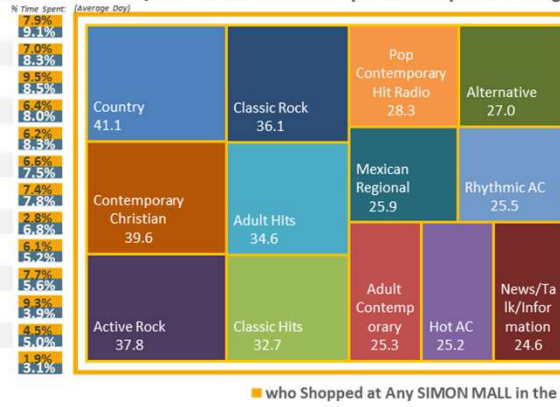 % Time Spent: (Average Day)
7.9%
9.1%
7.0%
8.3%
9.5%
8.5%
6.4%
8.0%
6.2%
8.3%
6.6%
7.5%
7.4%
7.8%
2.8%
6.8%
6.1%
5.2%
7.7%
5.6%
9.3%
3.9%
4.5%
5.0%
1.9%
3.1%
Country
41.1
Classic Rock
36.1
Pop
Contemporary
Hit Radio
28.3
Alternative
27.0
Contemporary
Christian
39.6
Adult Hits
34.6
Mexican
Regional
25.9
Rhythmic AC
25.5
Active Rock
37.8
Classic Hits
32.7
Adult
Contemp
orary
25.3
Hot AC
25.2
News/Ta
lk/Infor
mation
24.6
who Shopped at Any SIMON MALL in the